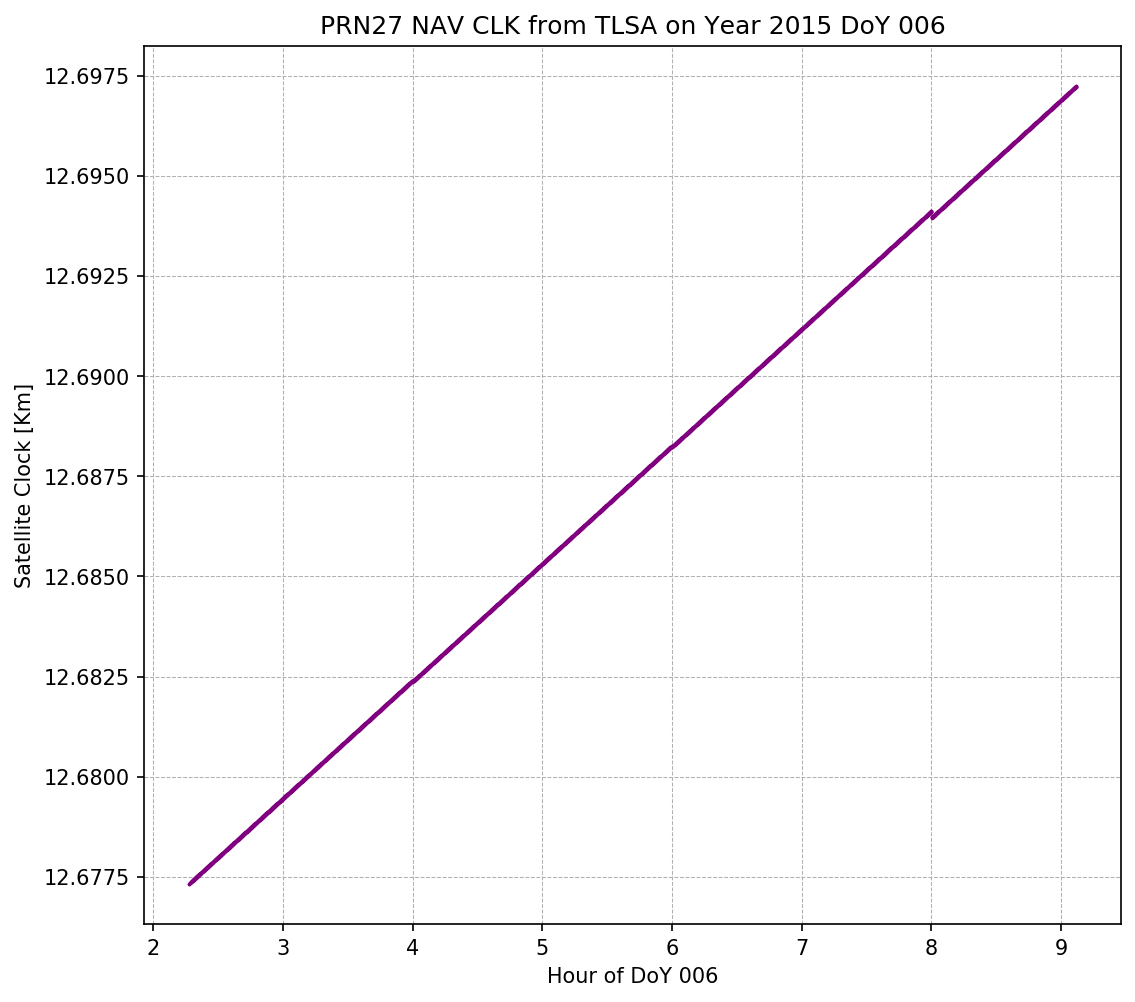 PRN27 NAV CLK from TLSA on Year 2015 DoY 006
Satellite Clock [Km]
12.6975
12.6950
12.6925
12.6900
12.6875
12.6850
12.6825
12.6800
12.6775
2 3 4 5 6 7 8 9
Hour of DoY 006